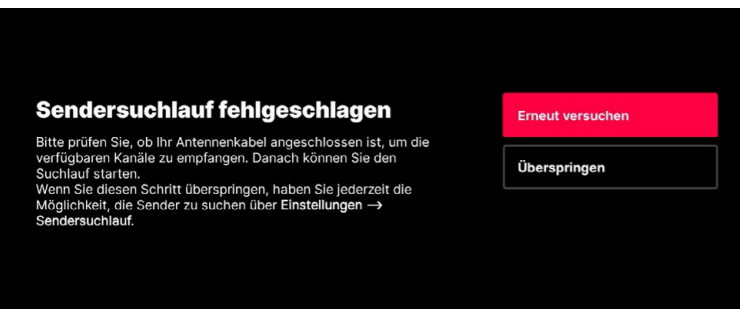 Sendersuchlauf fehlgeschlagen
Bitte prüfen Sie, ob Ihr Antennenkabel angeschlossen ist, um die
verfügbaren Kanäle zu empfangen. Danach können Sie den
Suchlauf starten.
Wenn Sie diesen Schritt überspringen, haben Sie jederzeit die
Möglichkeit, die Sender zu suchen über Einstellungen →
Sendersuchlauf.
Erneut versuchen
Überspringen